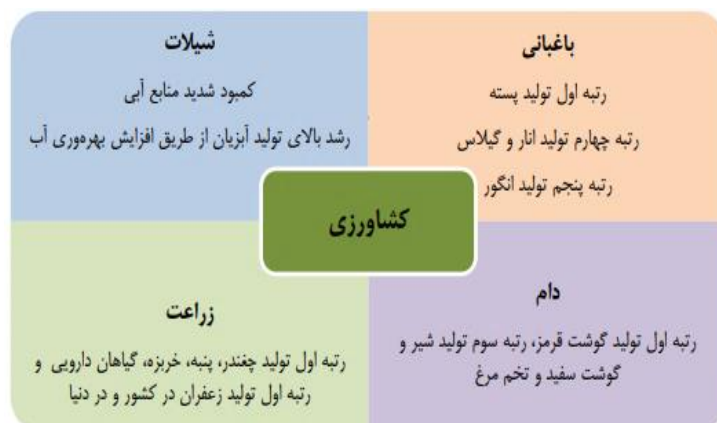 باغبانی
رتبه اول تولید پسته
رتبه چهارم تولید انار و گیلاس
رتبه پنجم تولید انگور
شیلات
کمبود شدید منابع آبی
رشد بالای تولید آبزیان از طریق افزایش بهره‌وری آب
کشاورزی
دام
رتبه اول تولید گوشت قرمز، رتبه سوم تولید شیر و
گوشت سفید و تخم مرغ
زراعت
رتبه اول تولید چغندر، پنبه، خربزه، گیاهان دارویی و
رتبه اول تولید زعفران در کشور و در دنیا